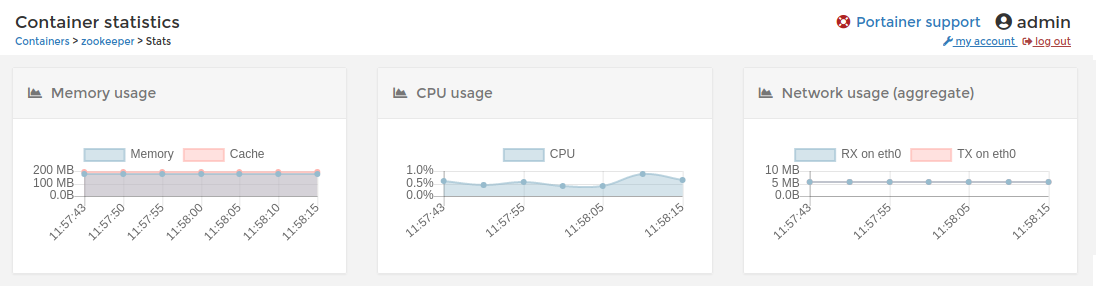 Container statistics
Portainer support
admin
Containers > zookeeper > Stats
my account
log out
Memory usage
Memory
Cache
200 MB
100 MB
0.0B
11:57:43
11:57:50
11:57:55
11:58:00
11:58:05
11:58:10
11:58:15
CPU usage
CPU
1.0%
0.5%
0.0B
11:57:43
11:57:55
11:58:05
11:58:15
Network usage (aggregate)
RX on eth0
TX on eth0
10 MB
5 MB
0.0B
11:57:43
11:57:55
11:58:05
11:58:15